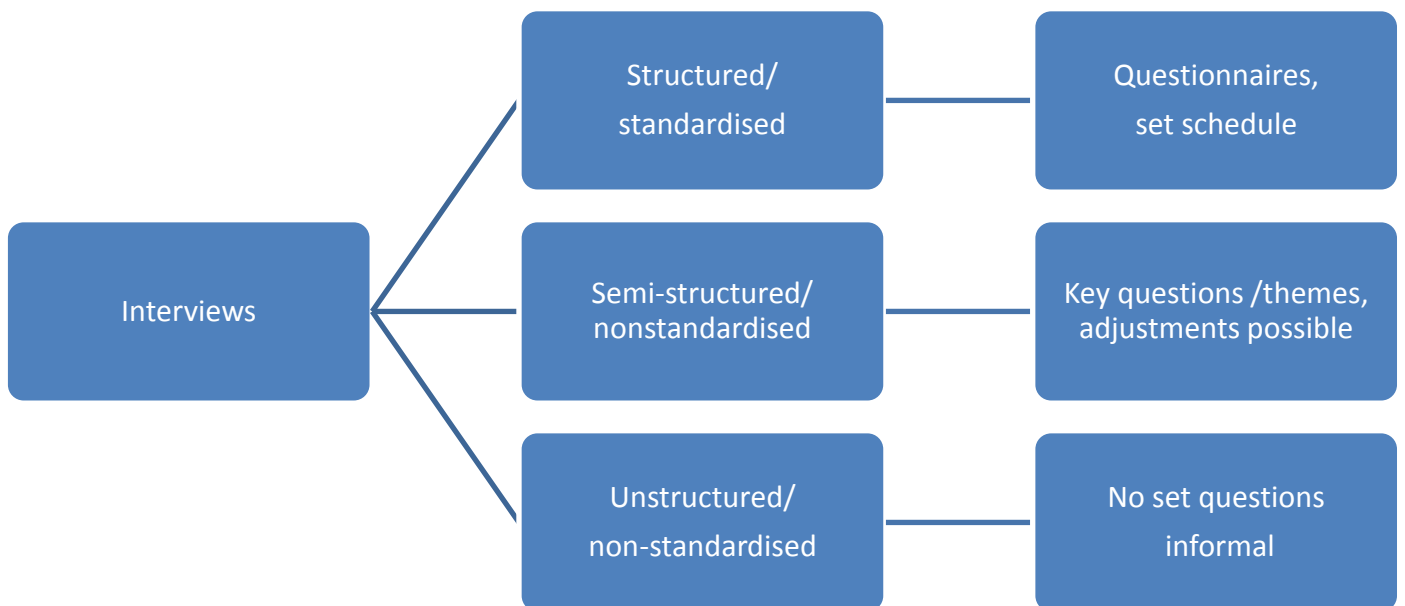 Interviews
Structured/
standardised
Questionnaires,
set schedule
Semi-structured/
nonstandardised
Key questions /themes,
adjustments possible
Unstructured/
non-standardised
No set questions
informal